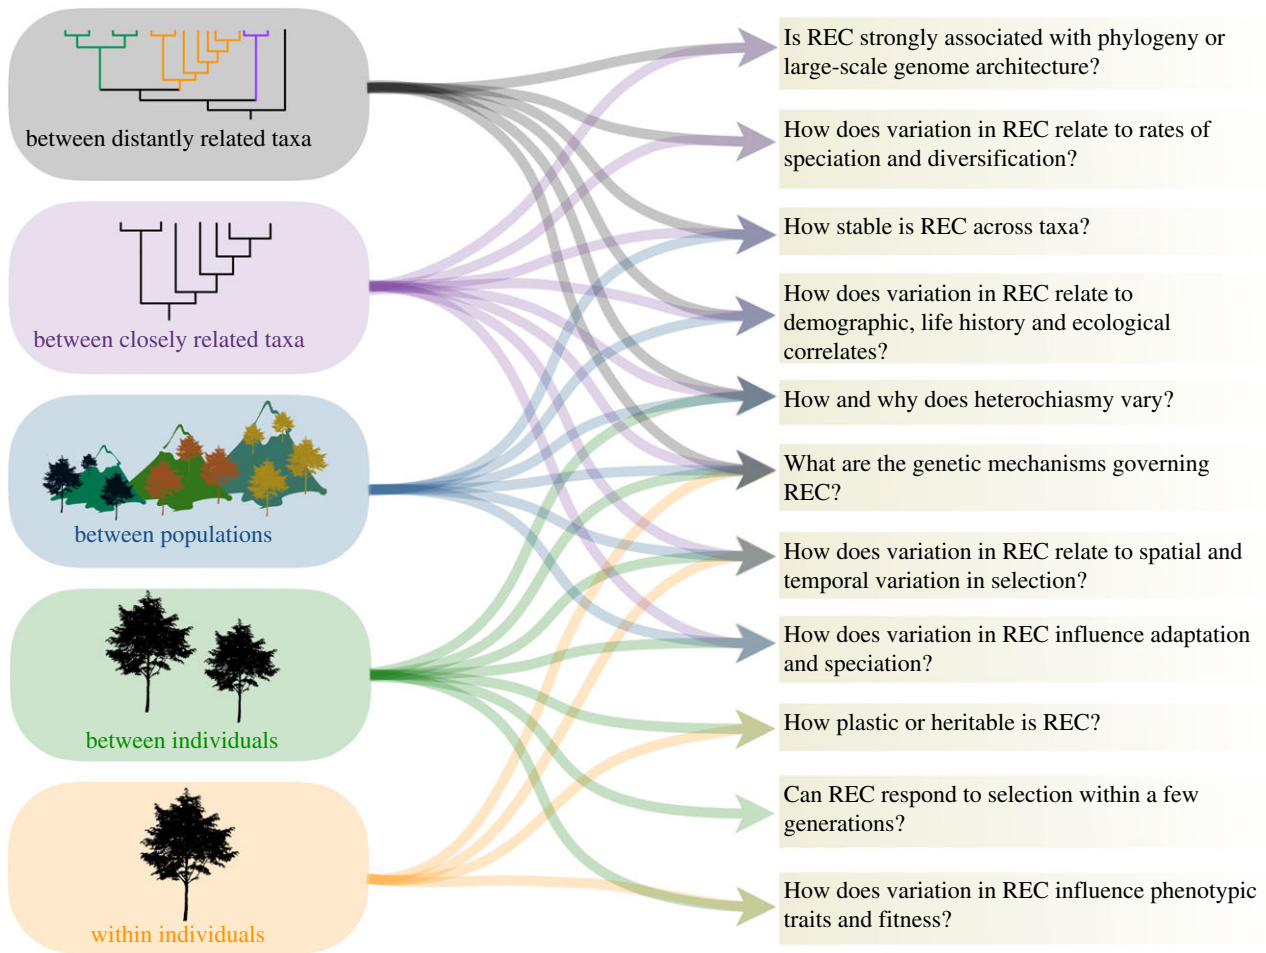 between distantly related taxa
between closely related taxa
between populations
between individuals
within individuals
Is REC strongly associated with phylogeny or
large-scale genome architecture?
How does variation in REC relate to rates of
speciation and diversification?
How stable is REC across taxa?
How does variation in REC relate to
demographic, life history and ecological
correlates?
How and why does heterochiasmy vary?
What are the genetic mechanisms governing
REC?
How does variation in REC relate to spatial and
temporal variation in selection?
How does variation in REC influence adaptation
and speciation?
How plastic or heritable is REC?
Can REC respond to selection within a few
generations?
How does variation in REC influence phenotypic
traits and fitness?